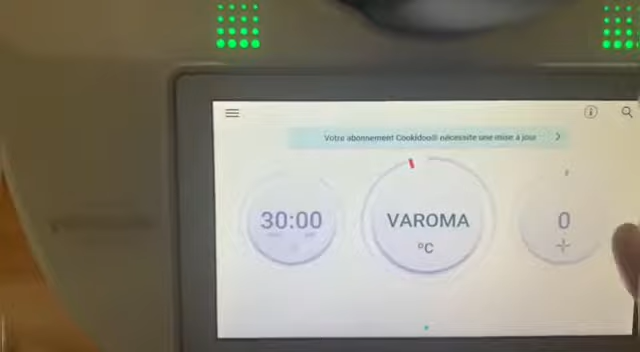 Votre abonnement Cookidoo® nécessite une mise à jour
30:00
VAROMA
°C
0